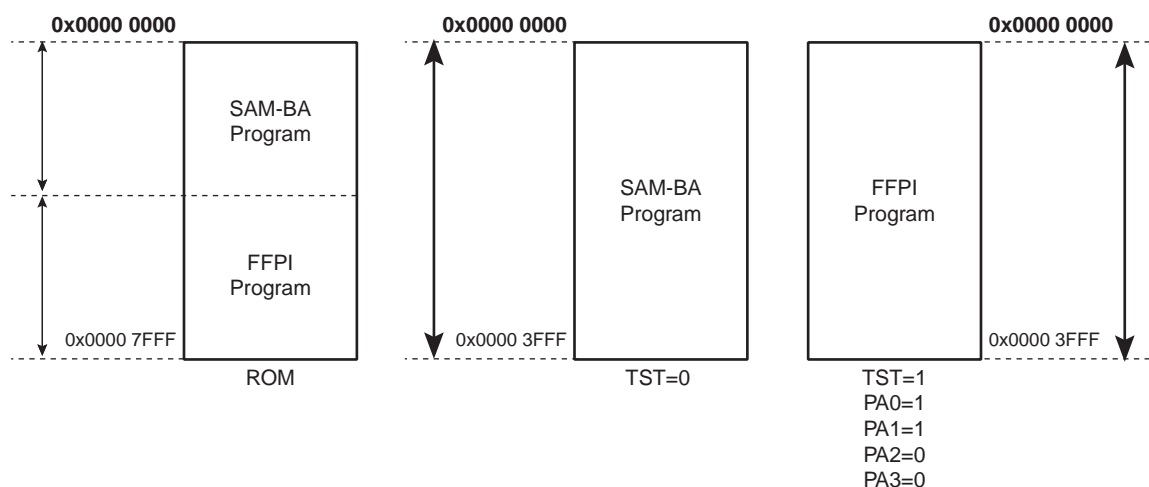 0x0000 0000
SAM-BA
Program
FFPI
Program
0x0000 7FFF
ROM
0x0000 0000
SAM-BA
Program
0x0000 3FFF
TST=0
0x0000 0000
FFPI
Program
0x0000 3FFF
TST=1
PA0=1
PA1=1
PA2=0
PA3=0